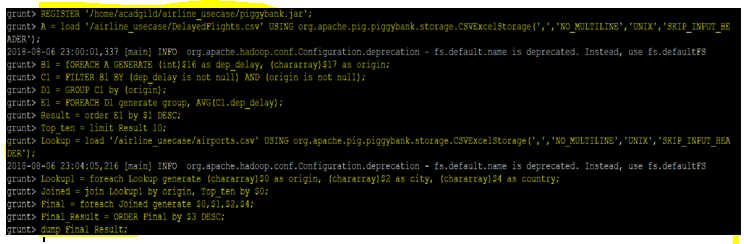 grunt> REGISTER '/home/acadgild/airline_usecase/piggybank.jar';
grunt> A = load '/airline_usecase/DelayedFlights.csv' USING org.apache.pig.piggybank.storage.CSVExcelStorage(',','NO_MULTILINE','UNIX','SKIP_INPUT_HE
ADER');
2018-08-06 23:00:01,337 [main] INFO  org.apache.hadoop.conf.Configuration.deprecation - fs.default.name is deprecated. Instead, use fs.defaultFS
grunt> B1 = fOREACH A GENERATE (int)$16 as dep_delay, (chararray)$17 as origin;
grunt> C1 = FILTER B1 BY (dep_delay is not null) AND (origin is not null);
grunt> D1 = GROUP C1 by (origin);
grunt> E1 = FOREACH D1 generate group, AVG(C1.dep_delay);
grunt> Result = order E1 by $1 DESC;
grunt> Top_ten = limit Result 10;
grunt> Lookup = load '/airline_usecase/airports.csv' USING org.apache.pig.piggybank.storage.CSVExcelStorage(',','NO_MULTILINE','UNIX','SKIP_INPUT_HEA
DER');
2018-08-06 23:04:05,216 [main] INFO  org.apache.hadoop.conf.Configuration.deprecation - fs.default.name is deprecated. Instead, use fs.defaultFS
grunt> Lookup1 = foreach Lookup generate (chararray)$0 as origin, (chararray)$2 as city, (chararray)$4 as country;
grunt> Joined = join Lookup1 by origin, Top_ten by $0;
grunt> Final = foreach Joined generate $0,$1,$2,$4;
grunt> Final_Result = ORDER Final by $3 DESC;
grunt> dump Final_Result;